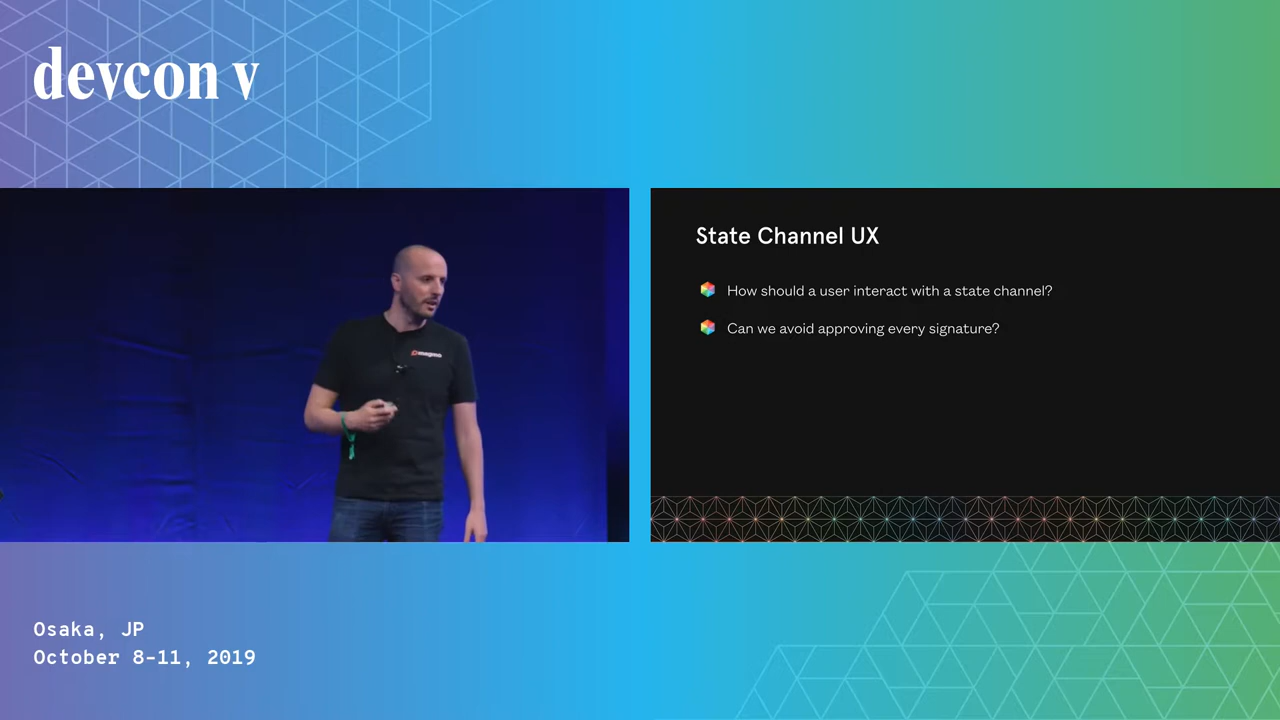 devcon v
magmo
State Channel UX
How should a user interact with a state channel?
Can we avoid approving every signature?
Osaka, JP
October 8-11, 2019